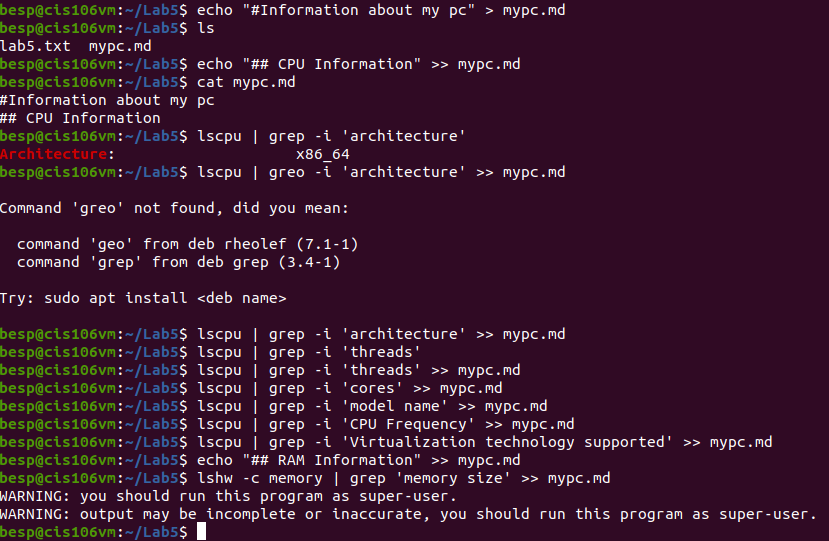 besp@cis106vm:~/Lab5$ echo "#Information about my pc" > mypc.md
besp@cis106vm:~/Lab5$ ls
lab5.txt  mypc.md
besp@cis106vm:~/Lab5$ echo "## CPU Information" >> mypc.md
besp@cis106vm:~/Lab5$ cat mypc.md
#Information about my pc
## CPU Information
besp@cis106vm:~/Lab5$ lscpu | grep -i 'architecture'
Architecture:                    x86_64
besp@cis106vm:~/Lab5$ lscpu | greo -i 'architecture' >> mypc.md
Command 'greo' not found, did you mean:
  command 'geo' from deb rheolef (7.1-1)
  command 'grep' from deb grep (3.4-1)
Try: sudo apt install <deb name>
besp@cis106vm:~/Lab5$ lscpu | grep -i 'architecture' >> mypc.md
besp@cis106vm:~/Lab5$ lscpu | grep -i 'threads'
besp@cis106vm:~/Lab5$ lscpu | grep -i 'threads' >> mypc.md
besp@cis106vm:~/Lab5$ lscpu | grep -i 'cores' >> mypc.md
besp@cis106vm:~/Lab5$ lscpu | grep -i 'model name' >> mypc.md
besp@cis106vm:~/Lab5$ lscpu | grep -i 'CPU Frequency' >> mypc.md
besp@cis106vm:~/Lab5$ lscpu | grep -i 'Virtualization technology supported' >> mypc.md
besp@cis106vm:~/Lab5$ echo "## RAM Information" >> mypc.md
besp@cis106vm:~/Lab5$ lshw -c memory | grep 'memory size' >> mypc.md
WARNING: you should run this program as super-user.
WARNING: output may be incomplete or inaccurate, you should run this program as super-user.
besp@cis106vm:~/Lab5$